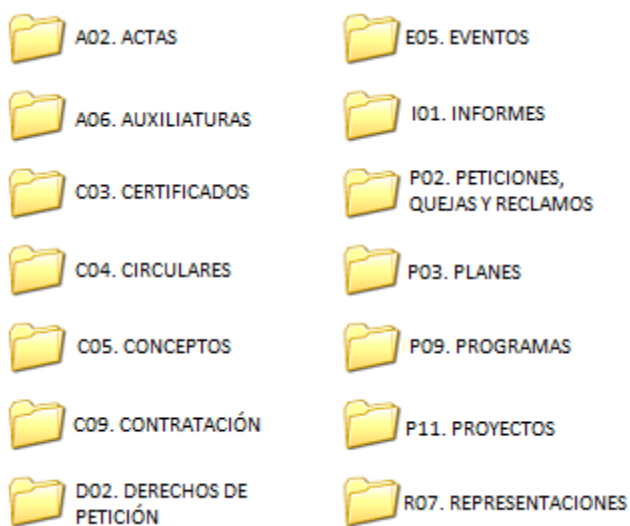 A02. ACTAS
A06. AUXILIATURAS
C03. CERTIFICADOS
C04. CIRCULARES
C05. CONCEPTOS
C09. CONTRATACIÓN
D02. DERECHOS DE
PETICIÓN
E05. EVENTOS
I01. INFORMES
P02. PETICIONES,
QUEJAS Y RECLAMOS
P03. PLANES
P09. PROGRAMAS
P11. PROYECTOS
R07. REPRESENTACIONES